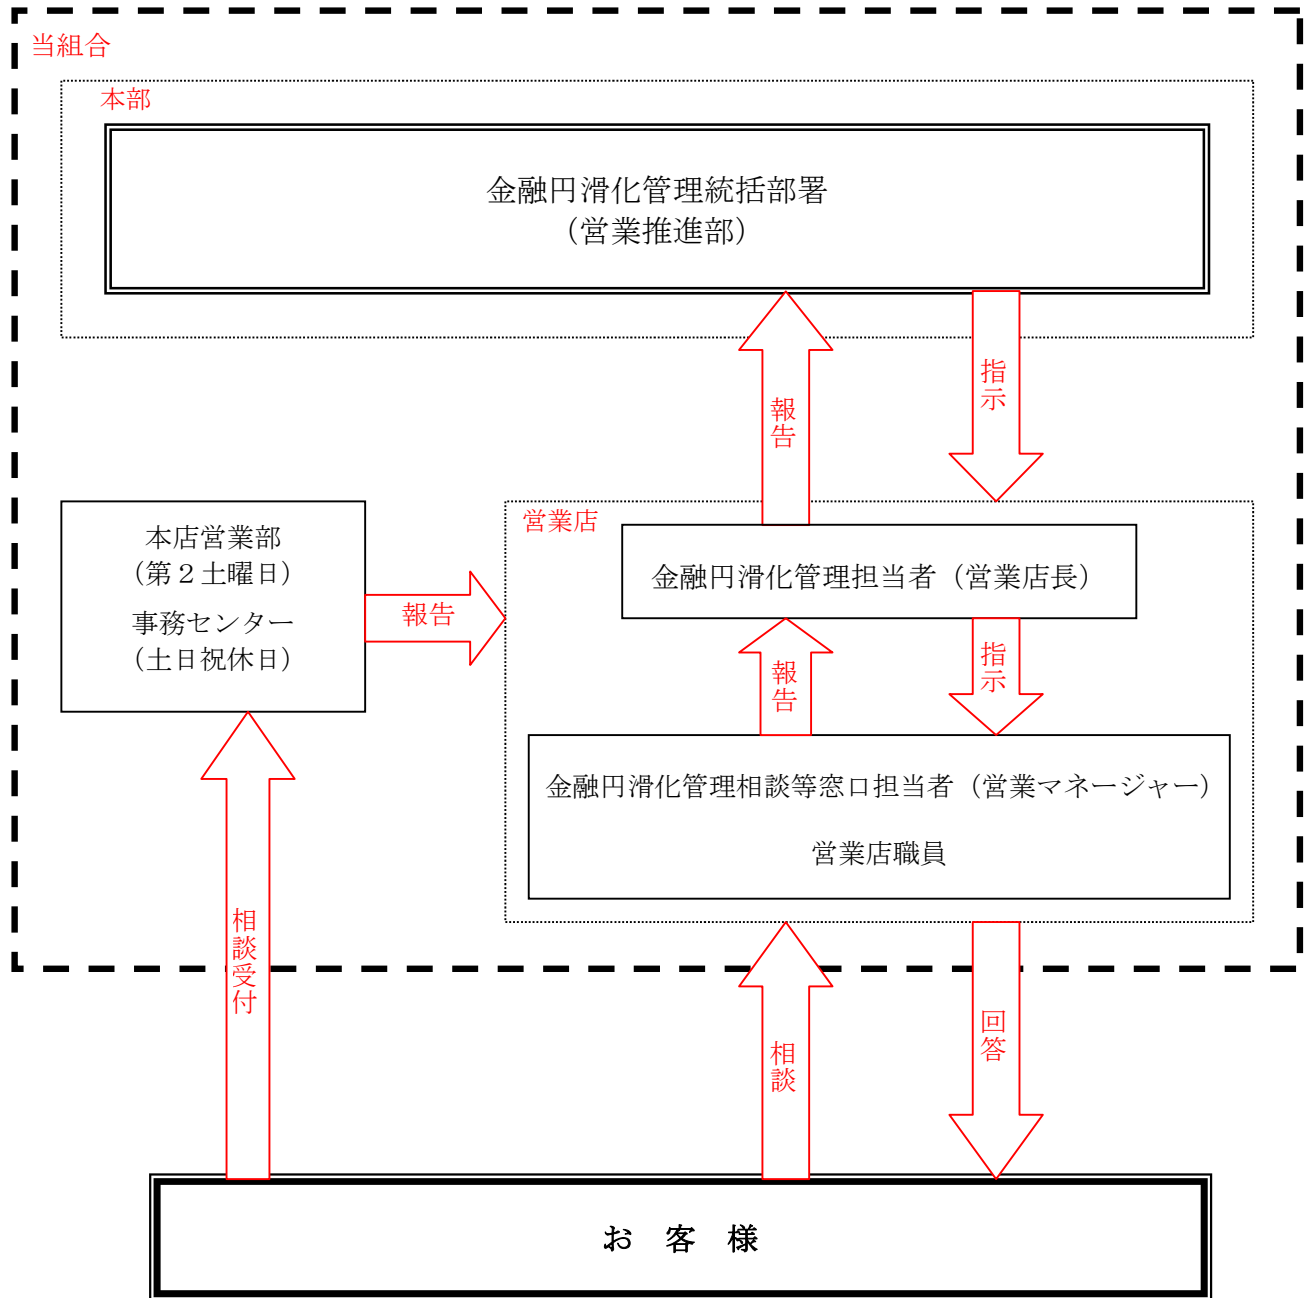 当組合
本部
金融円滑化管理統括部署
（営業推進部）
報告
指示
本店営業部
（第２土曜日）
事務センター
（土日祝休日）
報告
営業店
金融円滑化管理担当者（営業店長）
報告
指示
金融円滑化管理相談等窓口担当者（営業マネージャー）
営業店職員
相談受付
相談
回答
お 客 様